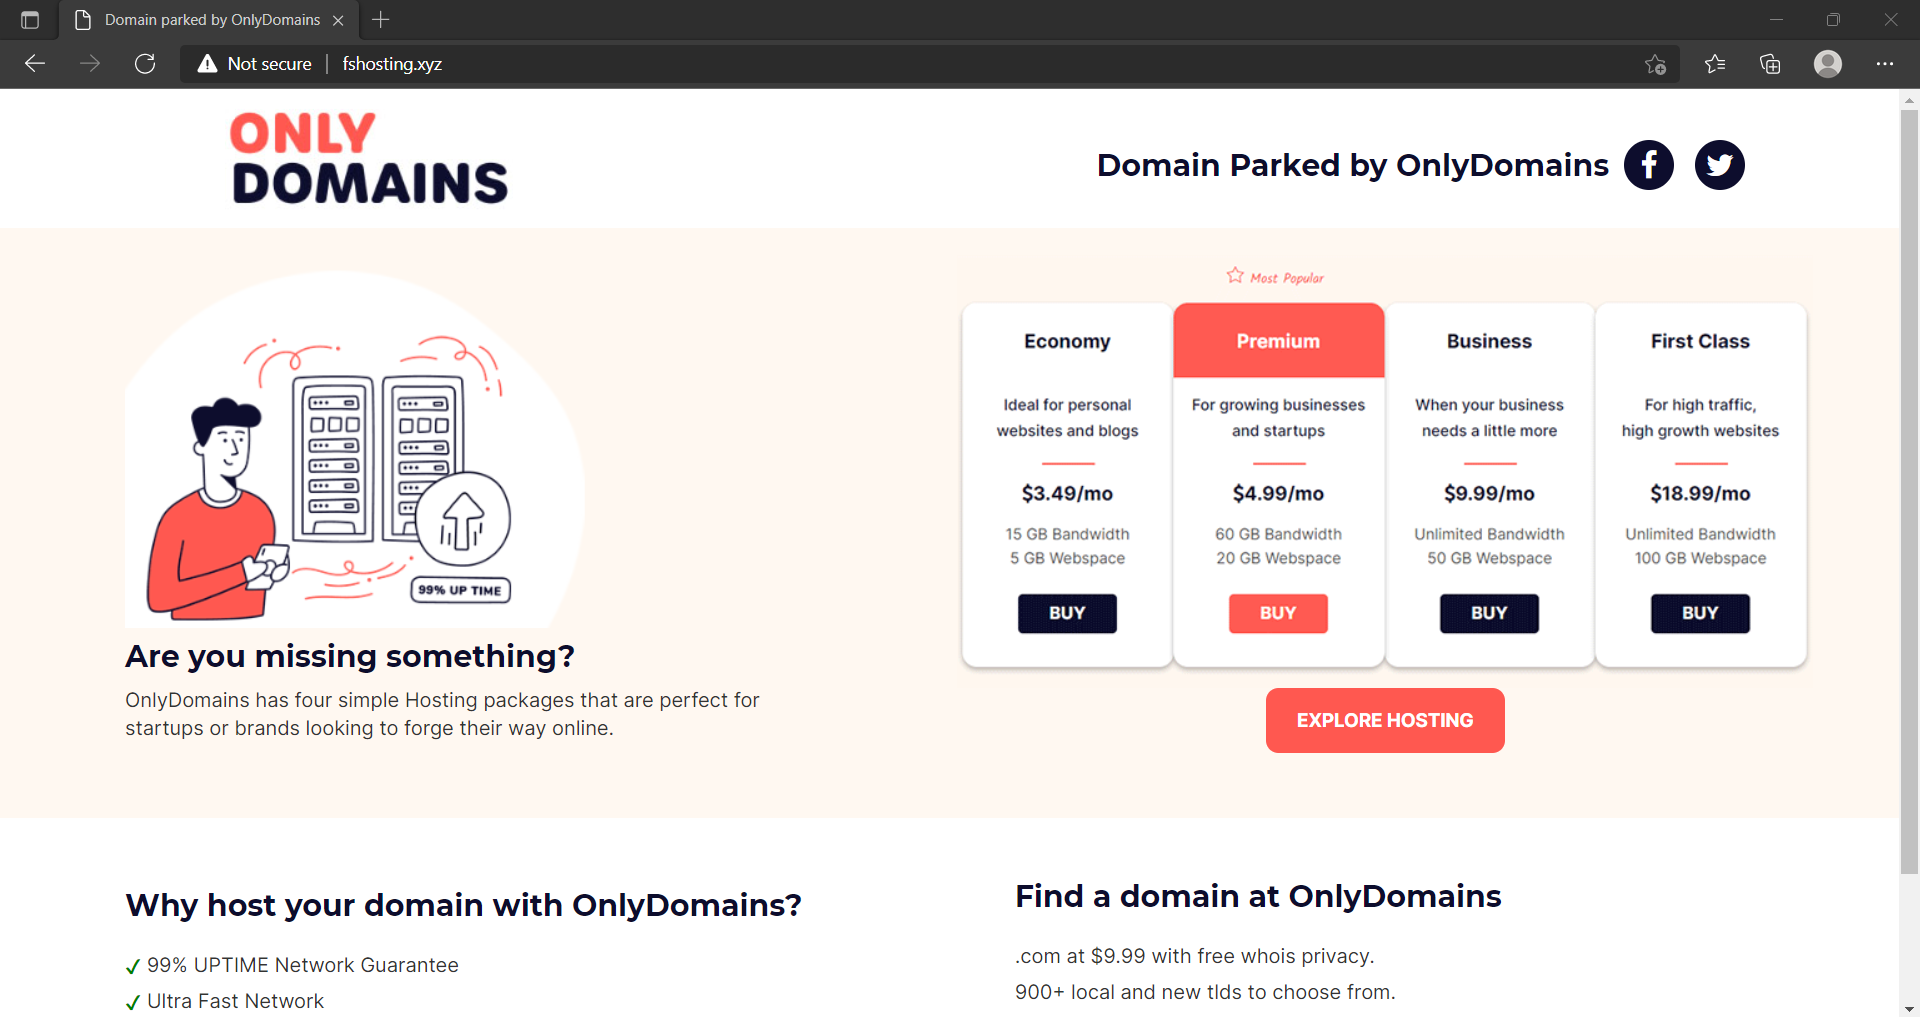 Domain parked by OnlyDomains
Not secure
fshosting.xyz
ONLY
DOMAINS
Domain Parked by OnlyDomains
99% UP TIME
Are you missing something?
OnlyDomains has four simple Hosting packages that are perfect for
startups or brands looking to forge their way online.
Most Popular
Economy
Ideal for personal
websites and blogs
$3.49/mo
15 GB Bandwidth
5 GB Webspace
BUY
Premium
For growing businesses
and startups
$4.99/mo
60 GB Bandwidth
20 GB Webspace
BUY
Business
When your business
needs a little more
$9.99/mo
Unlimited Bandwidth
50 GB Webspace
BUY
First Class
For high traffic,
high growth websites
$18.99/mo
Unlimited Bandwidth
100 GB Webspace
BUY
EXPLORE HOSTING
Why host your domain with OnlyDomains?
✓ 99% UPTIME Network Guarantee
✓ Ultra Fast Network
Find a domain at OnlyDomains
.com at $9.99 with free whois privacy.
900+ local and new tlds to choose from.